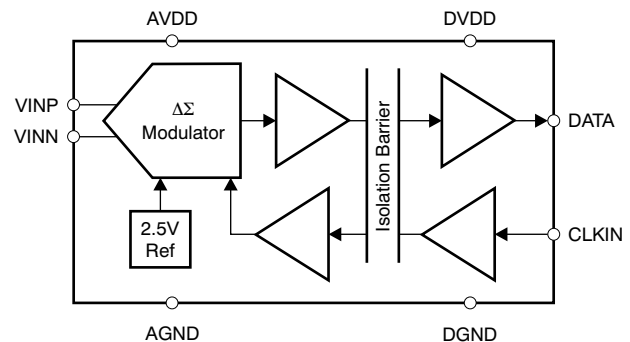 AVDD
DVDD
VINP
VINN
ΔΣ
Modulator
Isolation Barrier
DATA
2.5V
Ref
CLKIN
AGND
DGND